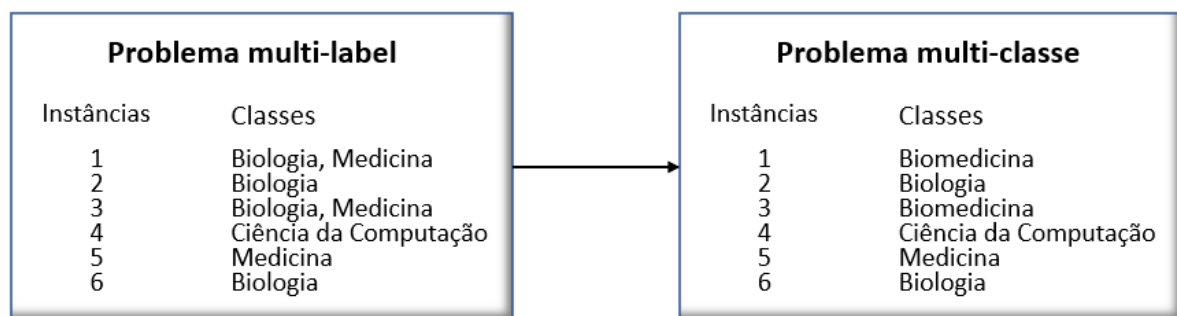 Problema multi-label
Instâncias Classes
1 Biologia, Medicina
2 Biologia
3 Biologia, Medicina
4 Ciência da Computação
5 Medicina
6 Biologia
Problema multi-classe
Instâncias Classes
1 Biomedicina
2 Biologia
3 Biomedicina
4 Ciência da Computação
5 Medicina
6 Biologia